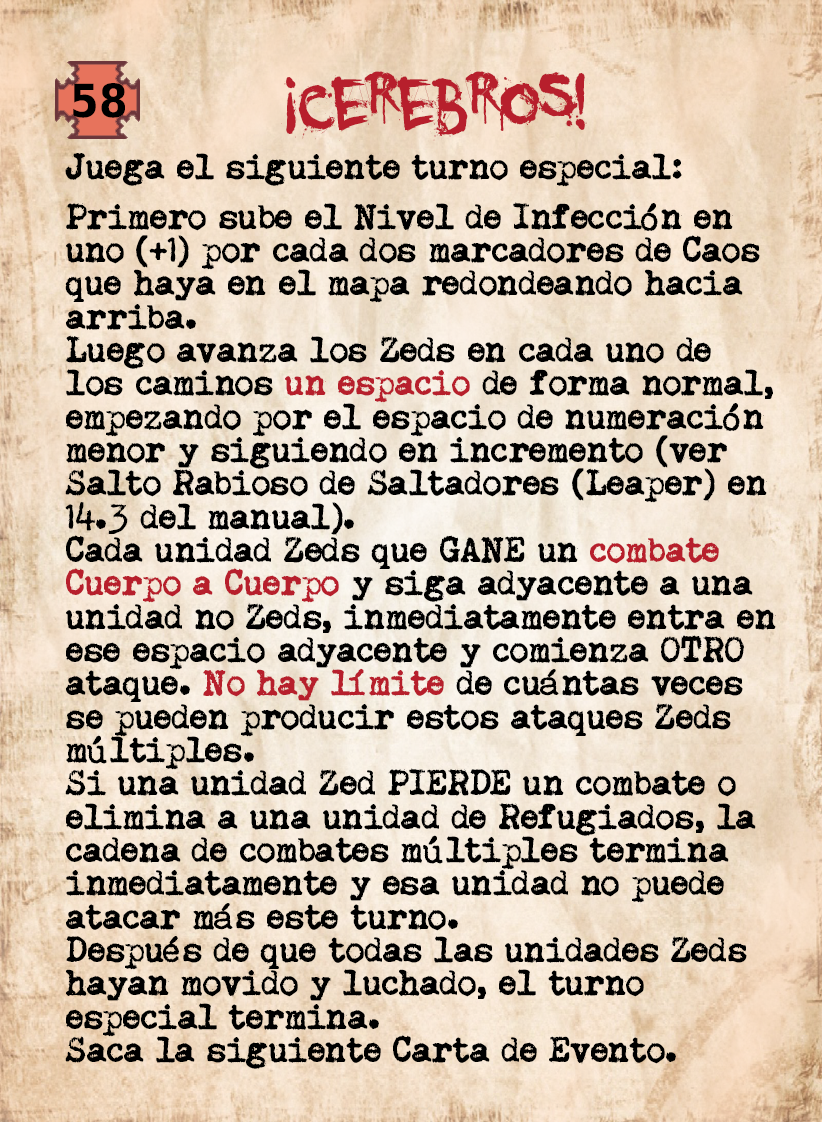 58
¡CEREBROS!
Juega el siguiente turno especial:
Primero sube el Nivel de Infección en
uno (+1) por cada dos marcadores de Caos
que haya en el mapa redondeando hacia
arriba.
Luego avanza los Zeds en cada uno de
los caminos un espacio de forma normal,
empezando por el espacio de numeración
menor y siguiendo en incremento (ver
Salto Rabioso de Saltadores (Leaper) en
14.3 del manual).
Cada unidad Zeds que GANE un combate
Cuerpo a Cuerpo y siga adyacente a una
unidad no Zeds, inmediatamente entra en
ese espacio adyacente y comienza OTRO
ataque. No hay límite de cuántas veces
se pueden producir estos ataques Zeds
múltiples.
Si una unidad Zed PIERDE un combate o
elimina a una unidad de Refugiados, la
cadena de combates múltiples termina
inmediatamente y esa unidad no puede
atacar más este turno.
Después de que todas las unidades Zeds
hayan movido y luchado, el turno
especial termina.
Saca la siguiente Carta de Evento.